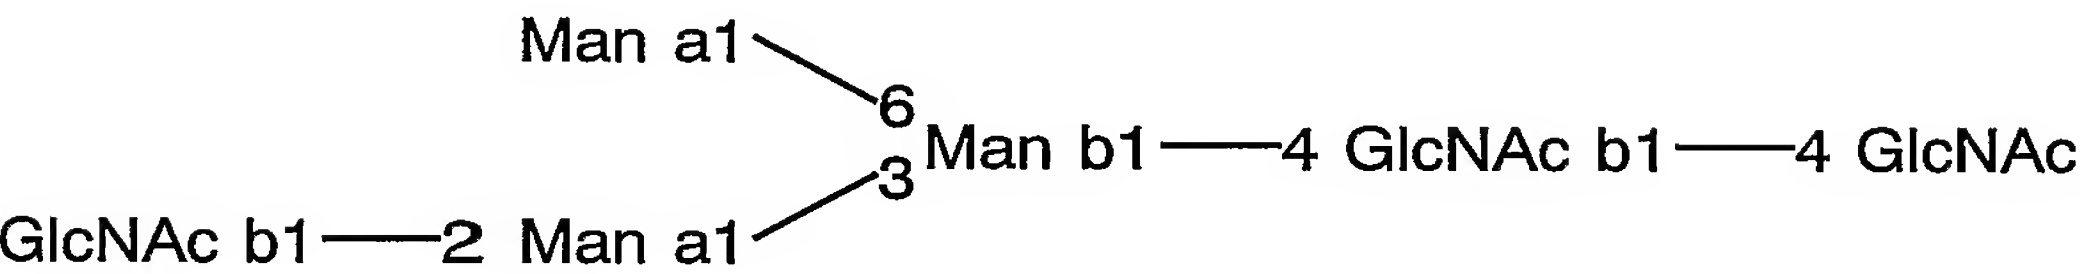 Man a1
6
Man b1—4 GlcNAc b1—4 GlcNAc
3
GlcNAc b1—2 Man a1